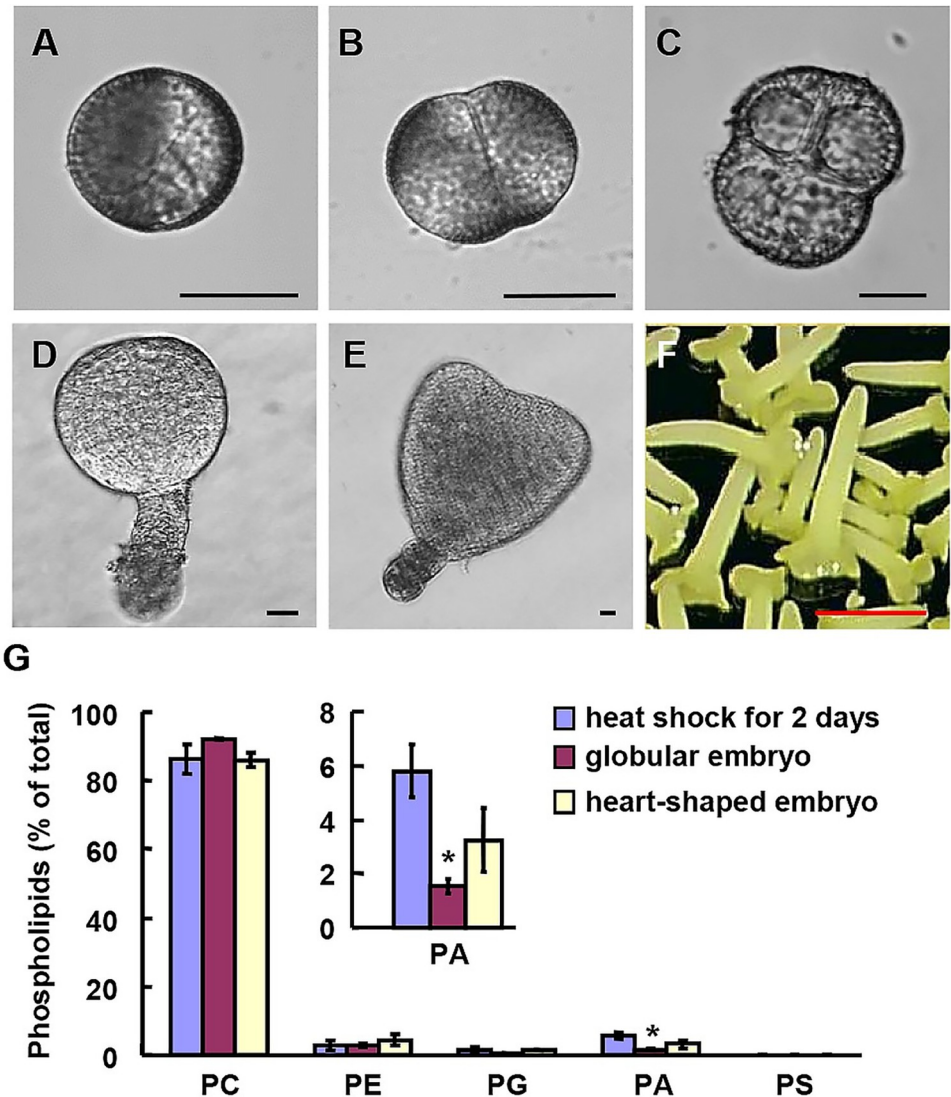 A
B
C
D
E
F
G
Phospholipids (% of total)
100
80
60
40
20
0
8
6
4
2
0
*
PA
heat shock for 2 days
globular embryo
heart-shaped embryo
*
PC PE PG PA PS